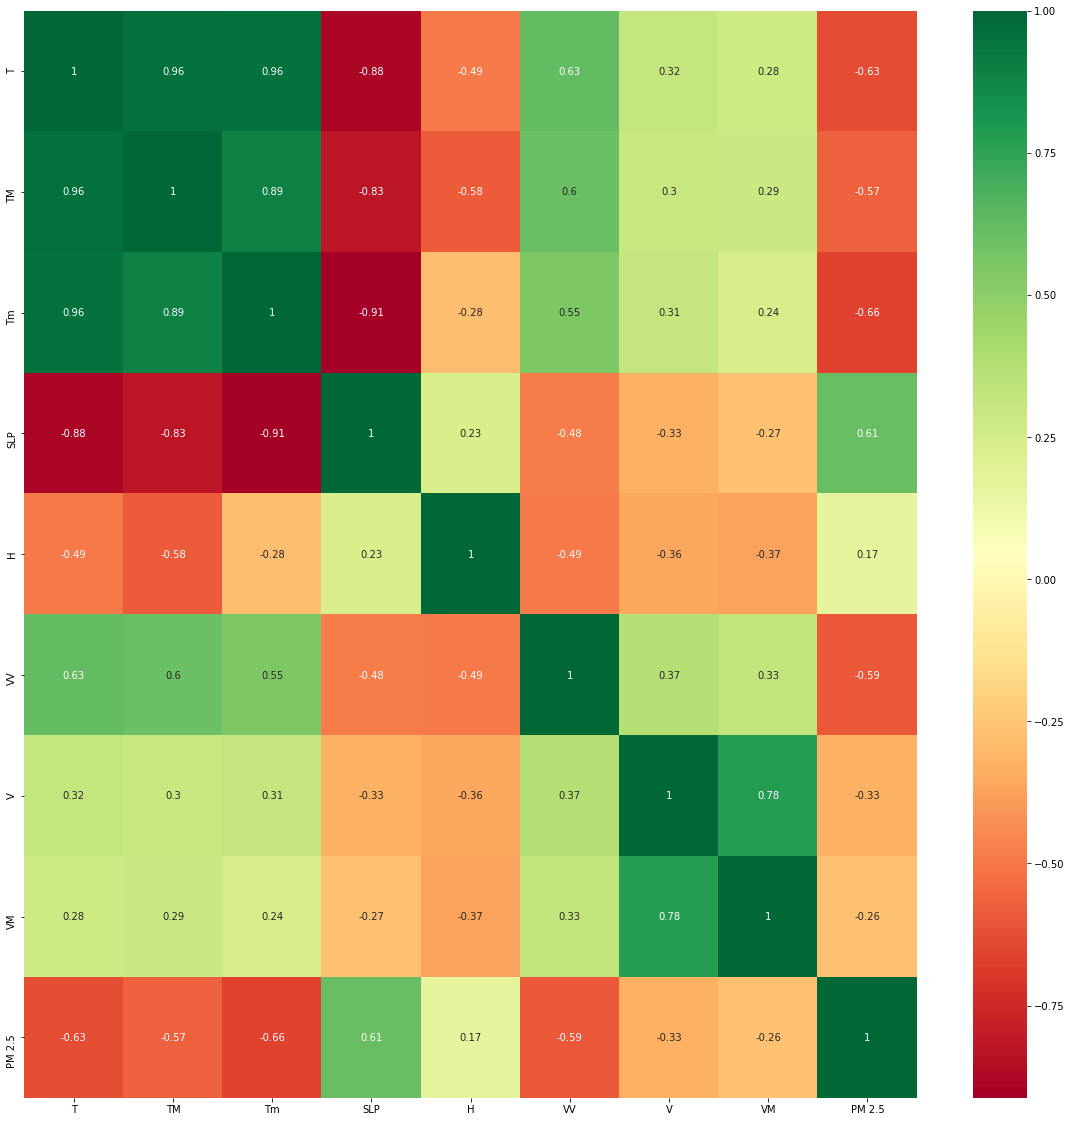 T 1 0.96 0.96 -0.88 -0.49 0.63 0.32 0.28 -0.63
TM 0.96 1 0.89 -0.83 -0.58 0.6 0.3 0.29 -0.57
Tm 0.96 0.89 1 -0.91 -0.28 0.55 0.31 0.24 -0.66
SLP -0.88 -0.83 -0.91 1 0.23 -0.48 -0.33 -0.27 0.61
H -0.49 -0.58 -0.28 0.23 1 -0.49 -0.36 -0.37 0.17
VV 0.63 0.6 0.55 -0.48 -0.49 1 0.37 0.33 -0.59
V 0.32 0.3 0.31 -0.33 -0.36 0.37 1 0.78 -0.33
VM 0.28 0.29 0.24 -0.27 -0.37 0.33 0.78 1 -0.26
PM 2.5 -0.63 -0.57 -0.66 0.61 0.17 -0.59 -0.33 -0.26 1
T TM Tm SLP H VV V VM PM 2.5
1.00
0.75
0.50
0.25
0.00
−0.25
−0.50
−0.75